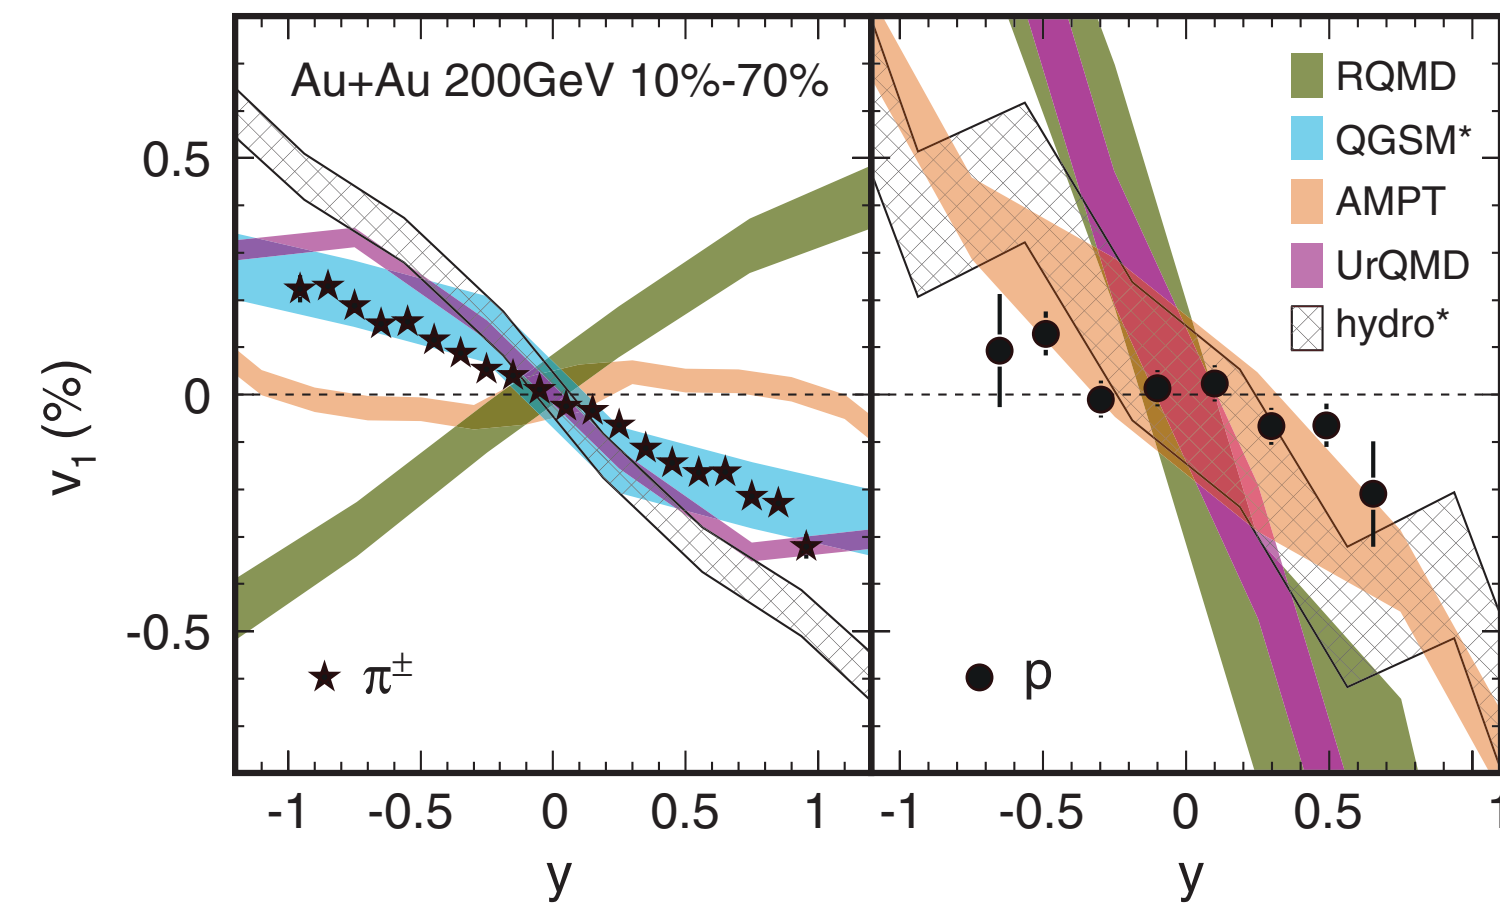 Au+Au 200GeV 10%-70%
RQMD
QGSM*
AMPT
UrQMD
hydro*
0.5
0
-0.5
v₁ (%)
π±
p
-1 -0.5 0 0.5 1
-1 -0.5 0 0.5 1
y
y